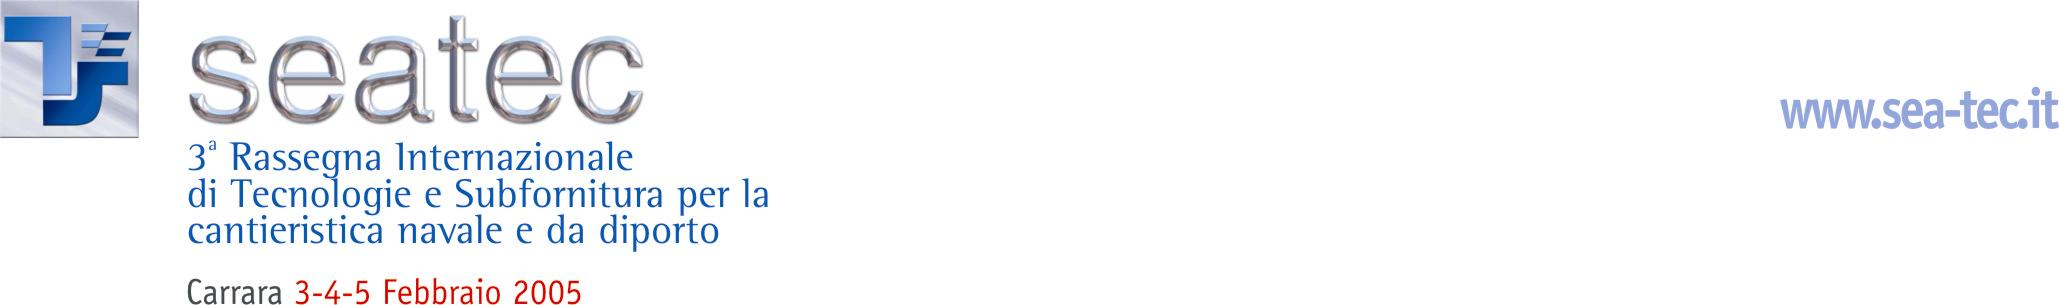 seatec
www.sea-tec.it
3ª Rassegna Internazionale
di Tecnologie e Subfornitura per la
cantieristica navale e da diporto
Carrara 3-4-5 Febbraio 2005